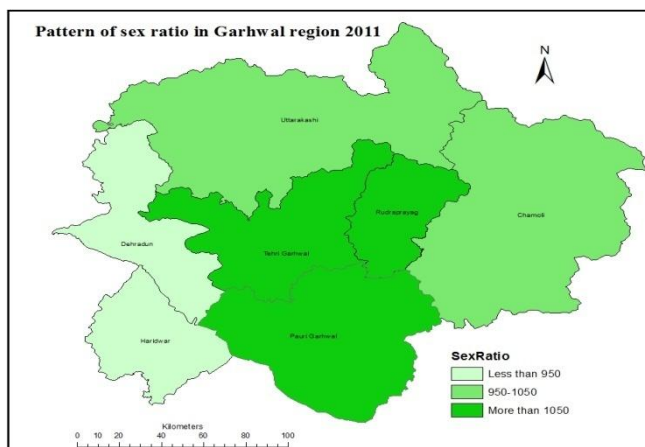 Pattern of sex ratio in Garhwal region 2011
N
Uttarakashi
Rudraprayag
Chamoli
Dehradun
Tehri Garhwal
Haridwar
Pauri Garhwal
SexRatio
Less than 950
950-1050
More than 1050
Kilometers
0 5 10 20 40 60 80 100